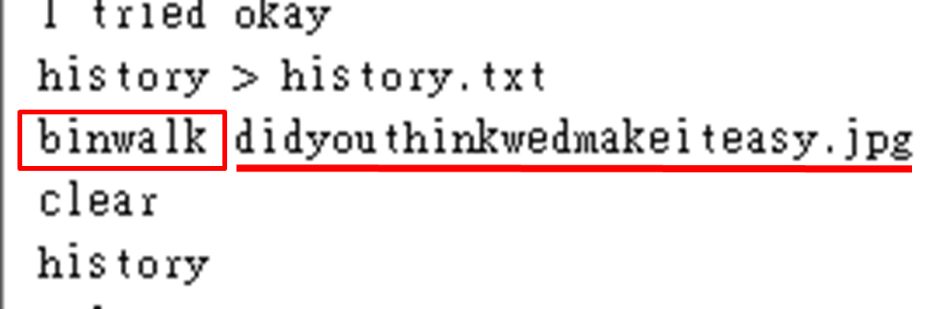 I tried okay
history > history.txt
binwalk didyouthinkwedmakeiteasy.jpg
clear
history